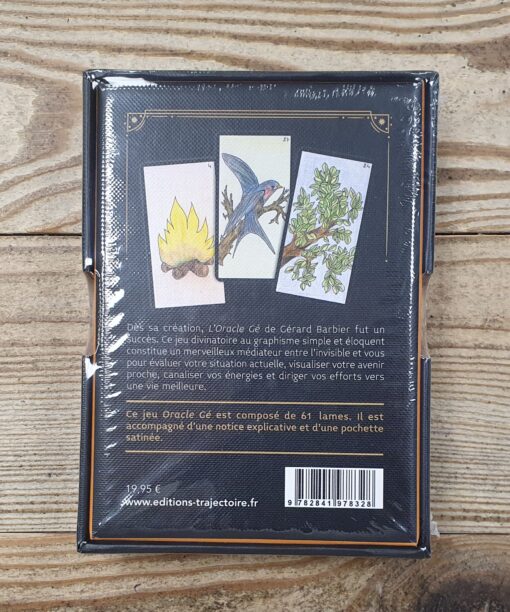 Dès sa création, L'Oracle Gé de Gérard Barbier fut un
succès. Ce jeu divinatoire au graphisme simple et éloquent
constitue un merveilleux médiateur entre l'invisible et vous
pour évaluer votre situation actuelle, visualiser votre avenir
proche, canaliser vos énergies et diriger vos efforts vers
une vie meilleure.
Ce jeu Oracle Gé est composé de 61 lames. Il est
accompagné d'une notice explicative et d'une pochette
satinée.
19,95 €
www.editions-trajectoire.fr
9 782841 978328